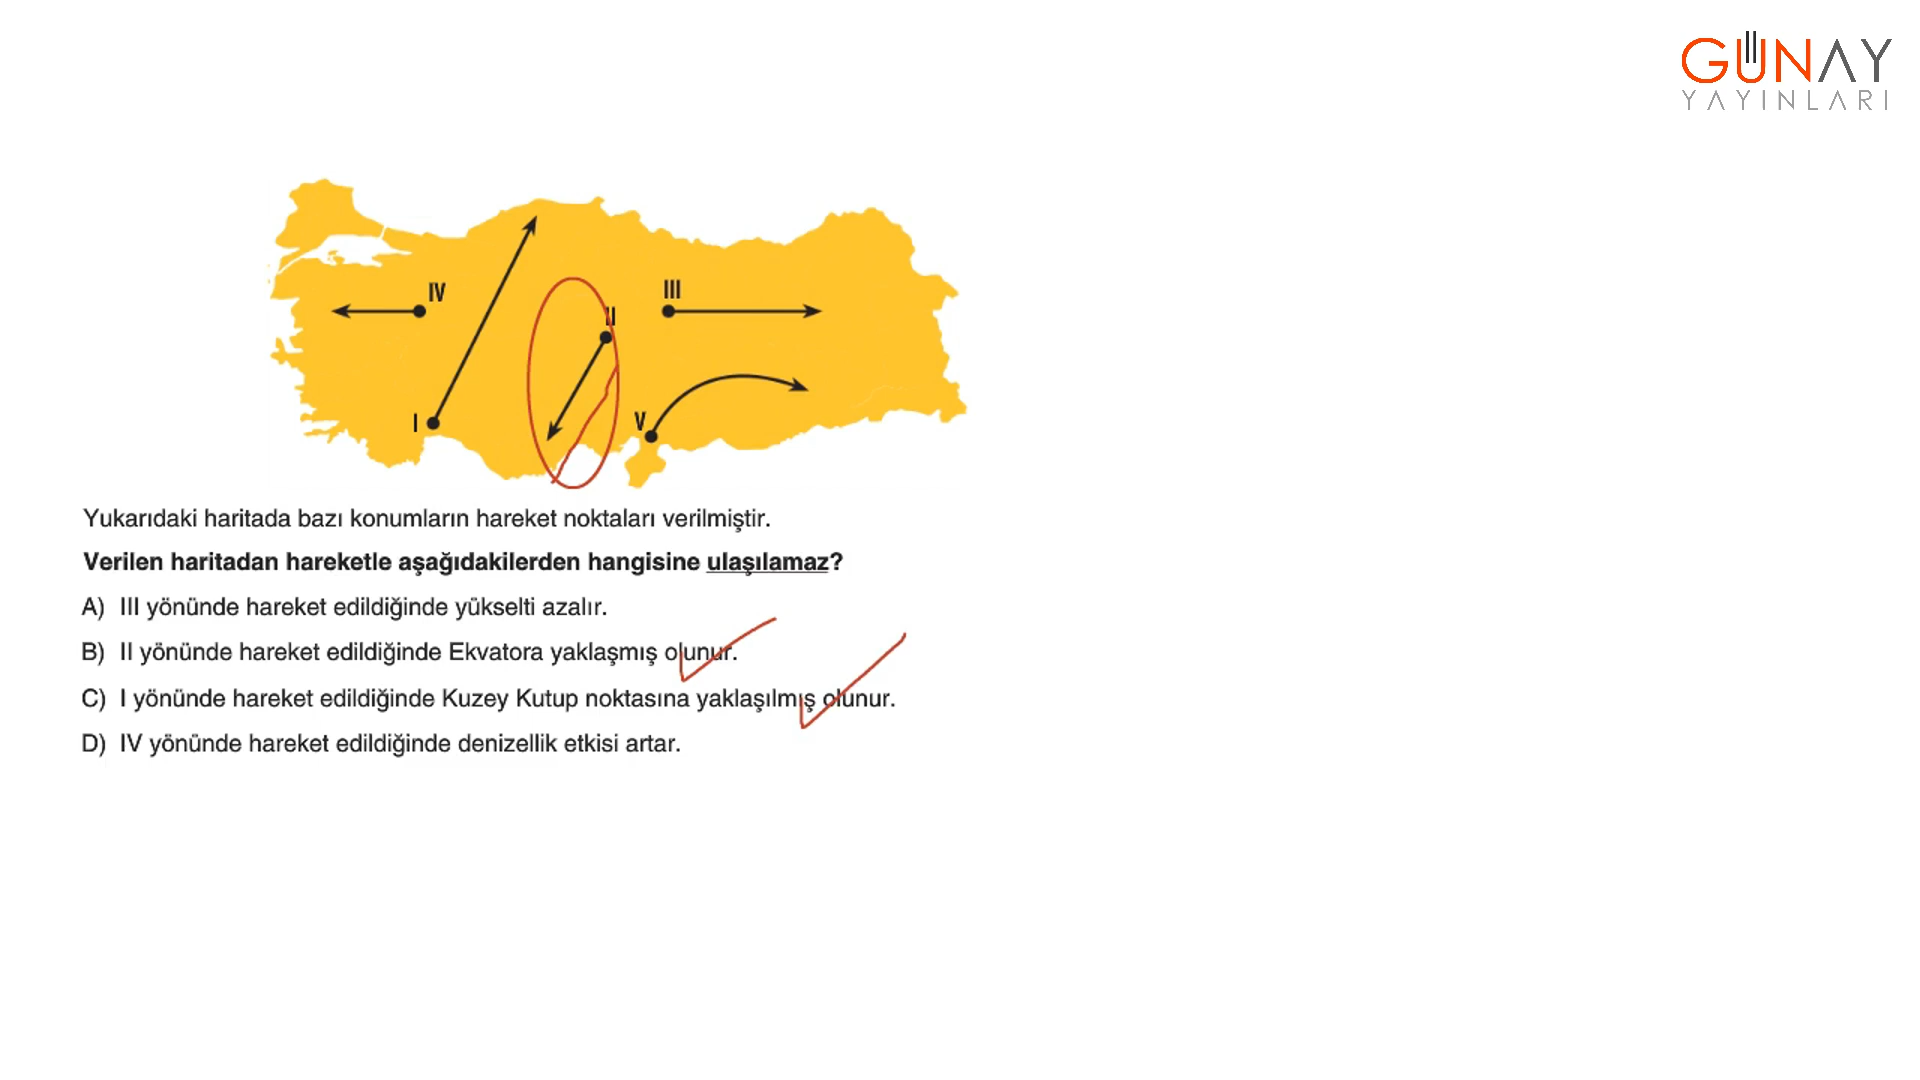 GÜNAY
YAYINLARI
IV
III
II
I
V
Yukarıdaki haritada bazı konumların hareket noktaları verilmiştir.
Verilen haritadan hareketle aşağıdakilerden hangisine ulaşılamaz?
A) III yönünde hareket edildiğinde yükselti azalır.
B) II yönünde hareket edildiğinde Ekvatora yaklaşmış olunur.
C) I yönünde hareket edildiğinde Kuzey Kutup noktasına yaklaşılmış olunur.
D) IV yönünde hareket edildiğinde denizellik etkisi artar.